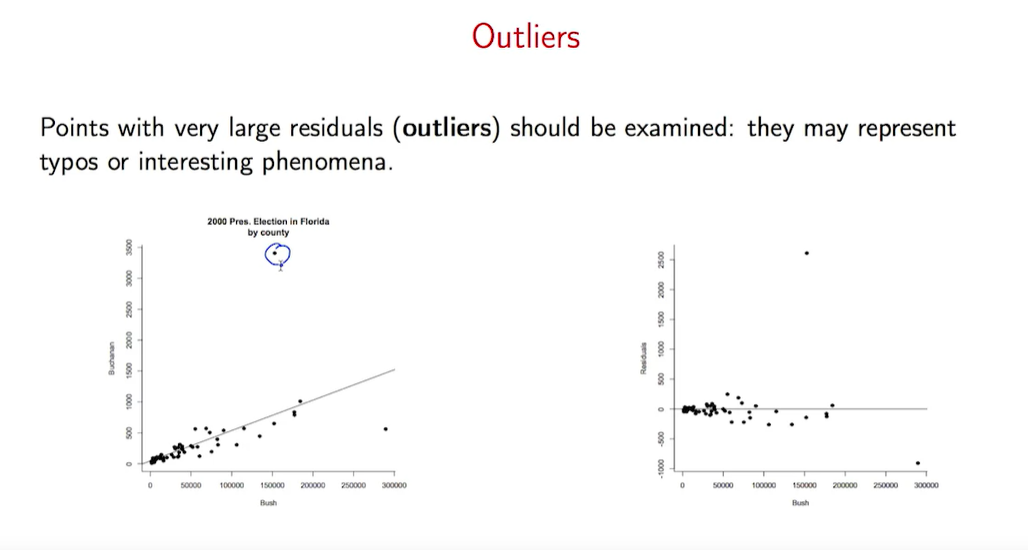 Outliers
Points with very large residuals (outliers) should be examined: they may represent
typos or interesting phenomena.
2000 Pres. Election in Florida
by county
Buchanan
0
500
1000
1500
2000
2500
3000
3500
0 50000 100000 150000 200000 250000 300000
Bush
Residuals
-1000
-500
0
500
1000
1500
2000
2500
0 50000 100000 150000 200000 250000 300000
Bush